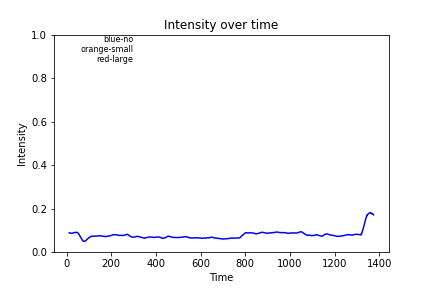 Intensity over time
blue-no
orange-small
red-large
1.0
0.8
0.6
0.4
0.2
0.0
Intensity
0 200 400 600 800 1000 1200 1400
Time